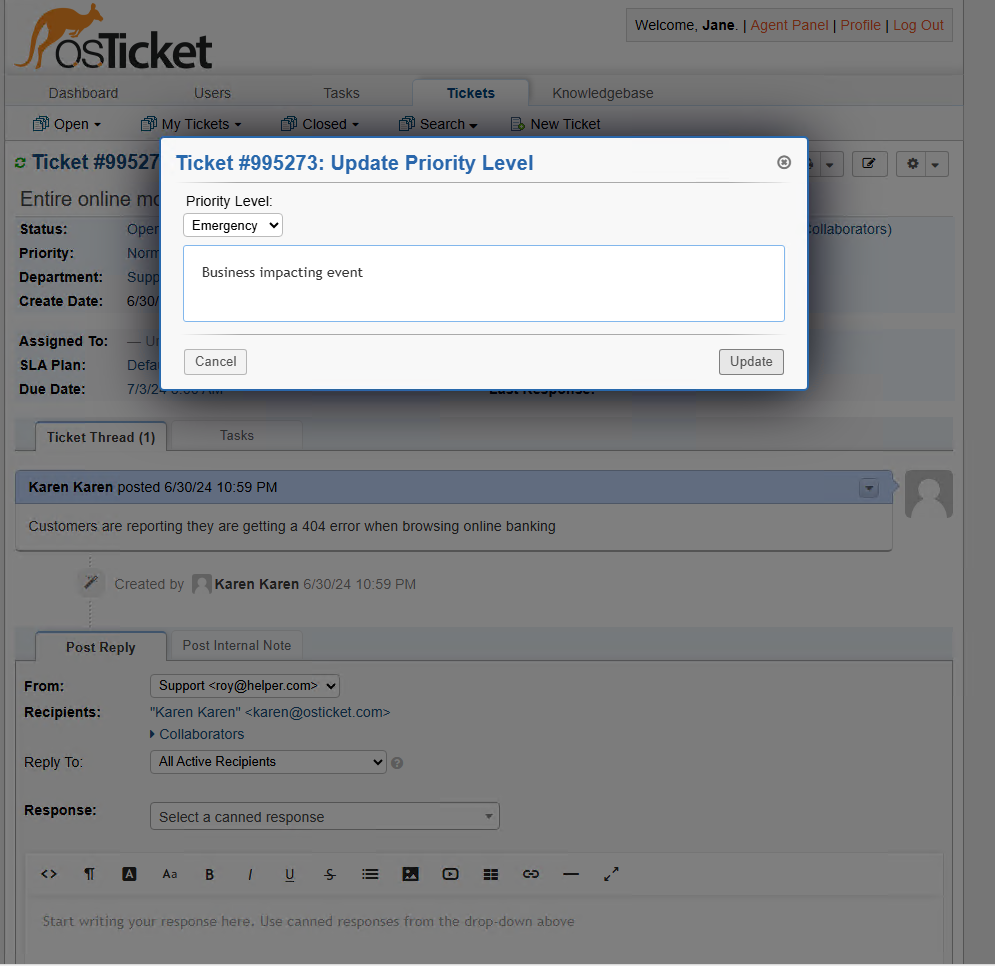 osTicket
Welcome, Jane. | Agent Panel | Profile | Log Out
Dashboard Users Tasks Tickets Knowledgebase
Open My Tickets Closed Search New Ticket
Ticket #99527
Ticket #995273: Update Priority Level
Entire online
Priority Level:
Emergency
Status:
Collaborators)
Priority:
Business impacting event
Department:
Create Date: 6/30/
Assigned To:
SLA Plan:
Cancel Update
Due Date: 7/3/24
Last Response:
Ticket Thread (1) Tasks
Karen Karen posted 6/30/24 10:59 PM
Customers are reporting they are getting a 404 error when browsing online banking
Created by Karen Karen 6/30/24 10:59 PM
Post Reply Post Internal Note
From: Support <roy@helper.com>
Recipients: "Karen Karen" <karen@osticket.com>
Collaborators
Reply To: All Active Recipients
Response: Select a canned response
<> ¶ A Aa B I U S
Start writing your response here. Use canned responses from the drop-down above